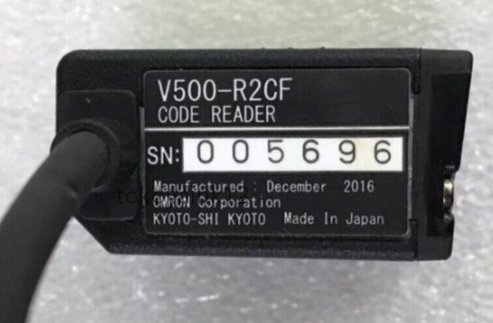 V500-R2CF
CODE READER
SN: 005696
Manufactured : December 2016
OMRON Corporation
KYOTO-SHI KYOTO Made In Japan